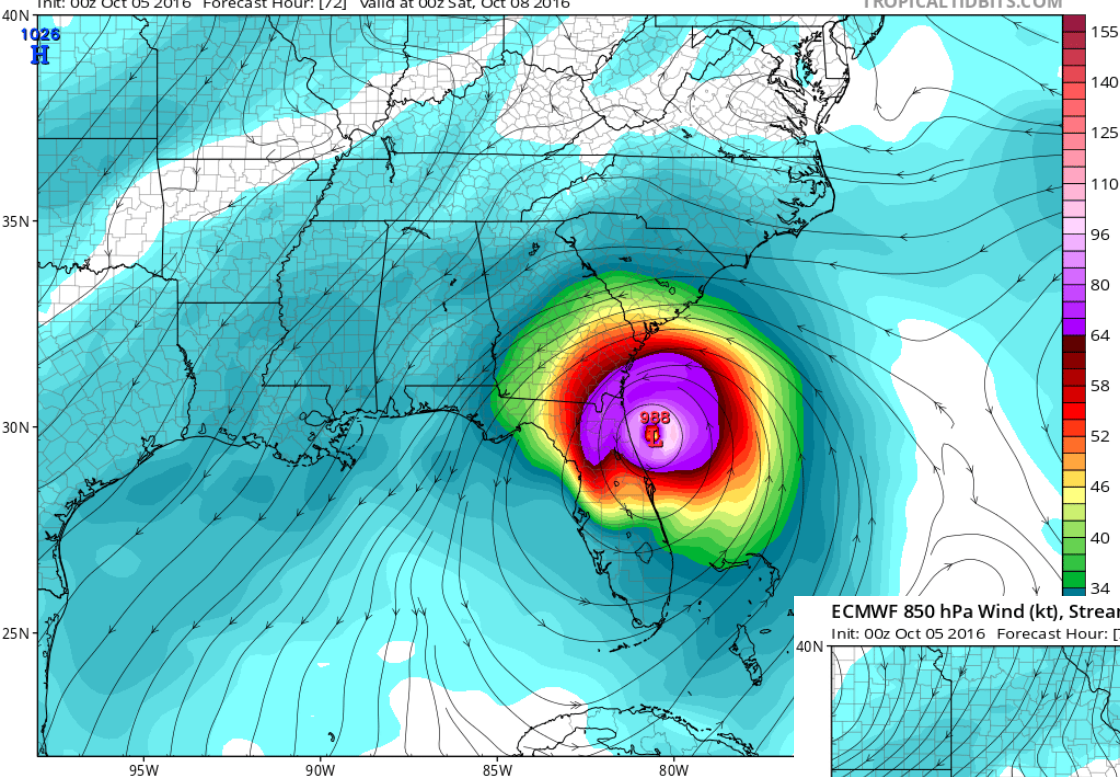 Init: 00z Oct 05 2016 Forecast Hour: [72] valid at 00z Sat, Oct 08 2016
TROPICALTIDBITS.COM
40N
1026
H
155
140
125
110
35N
96
80
64
58
988
L
30N
52
46
40
34
ECMWF 850 hPa Wind (kt), Strea
Init: 00z Oct 05 2016 Forecast Hour: [7
25N
40N
95W
90W
85W
80W